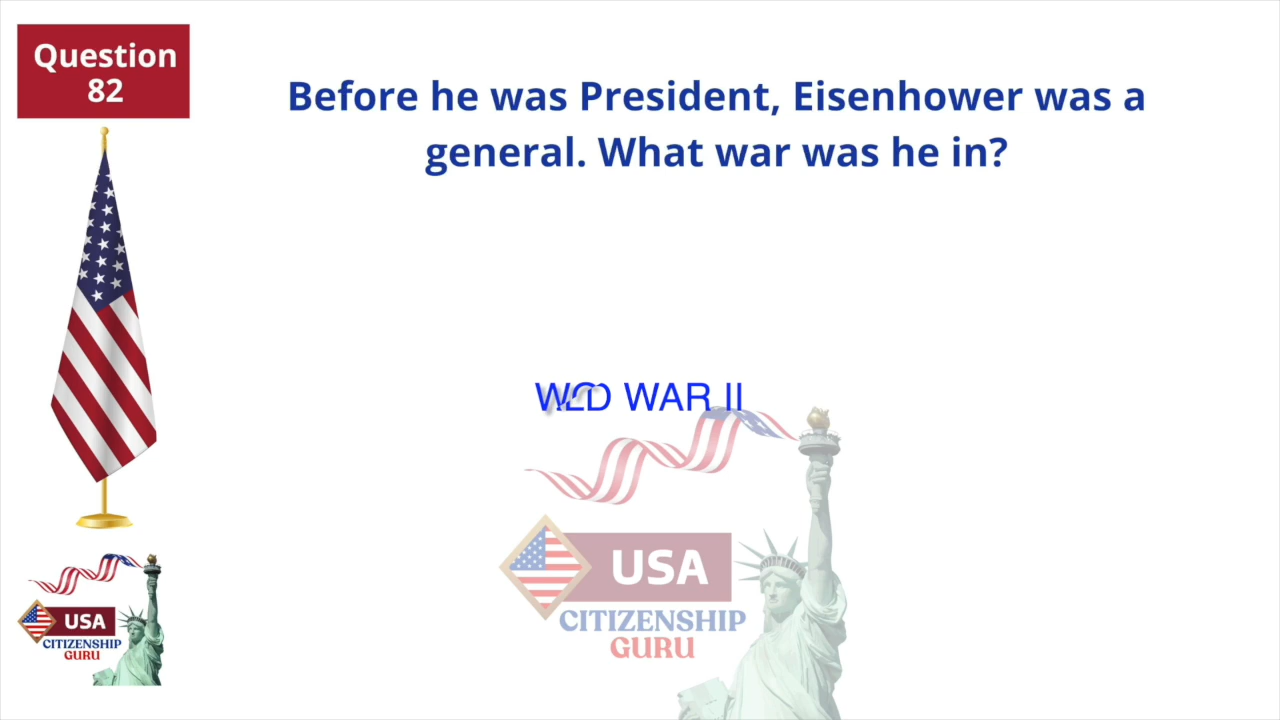 Question
82
Before he was President, Eisenhower was a
general. What war was he in?
WAR II
USA
CITIZENSHIP
GURU
USA
CITIZENSHIP
GURU